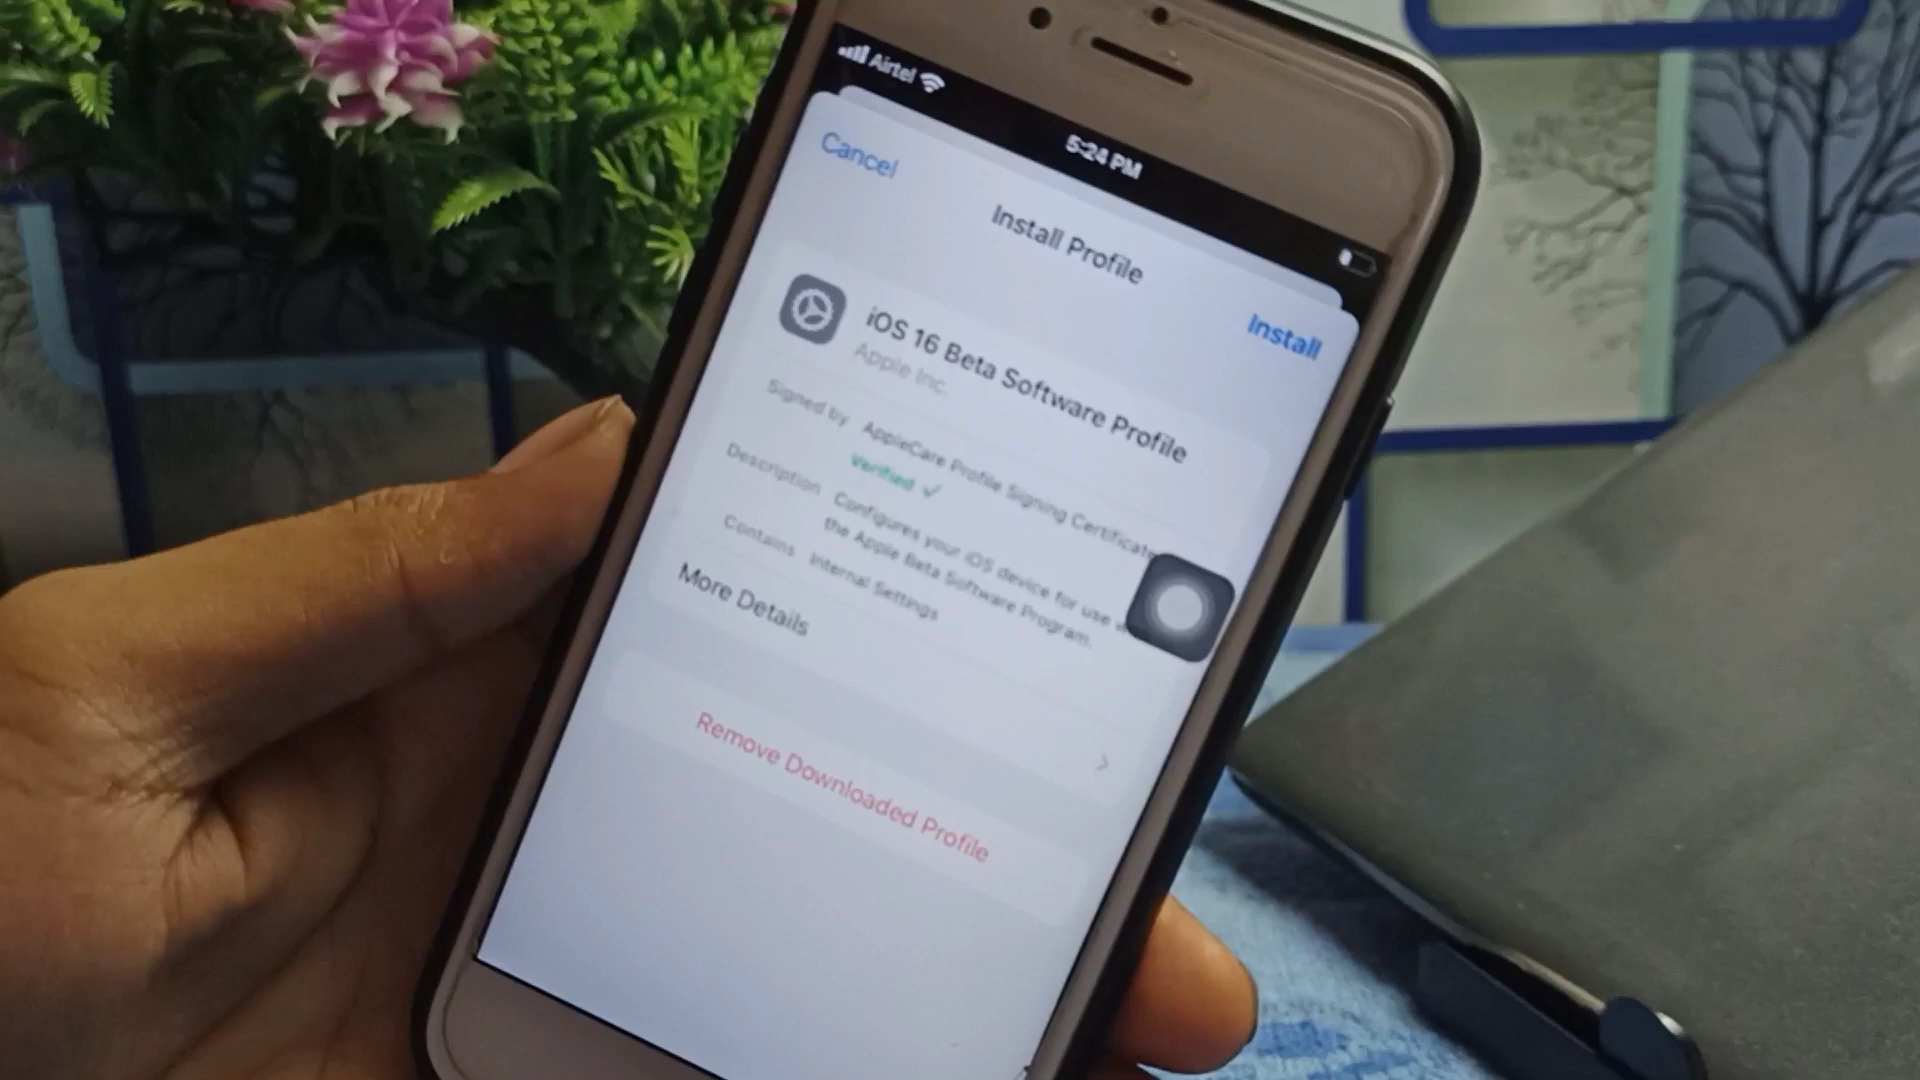 Airtel
5:24 PM
Cancel
Install Profile
Install
iOS 16 Beta Software Profile
Apple Inc.
Signed by AppleCare Profile Signing Certificate
Verified ✓
Description Configures your iOS device for use
the Apple Beta Software Program.
Contains Internal Settings
More Details
Remove Downloaded Profile